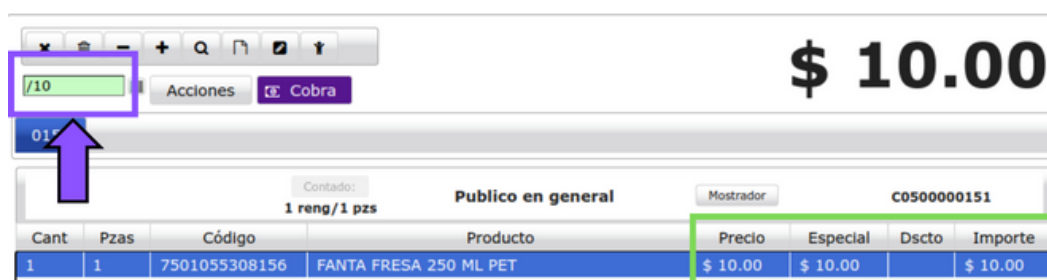 $ 10.00
/10
Acciones
Cobra
Contado:
1 reng/1 pzs
Publico en general
Mostrador
C0500000151
Cant Pzas Código Producto Precio Especial Dscto Importe
1 1 7501055308156 FANTA FRESA 250 ML PET $ 10.00 $ 10.00 $ 10.00